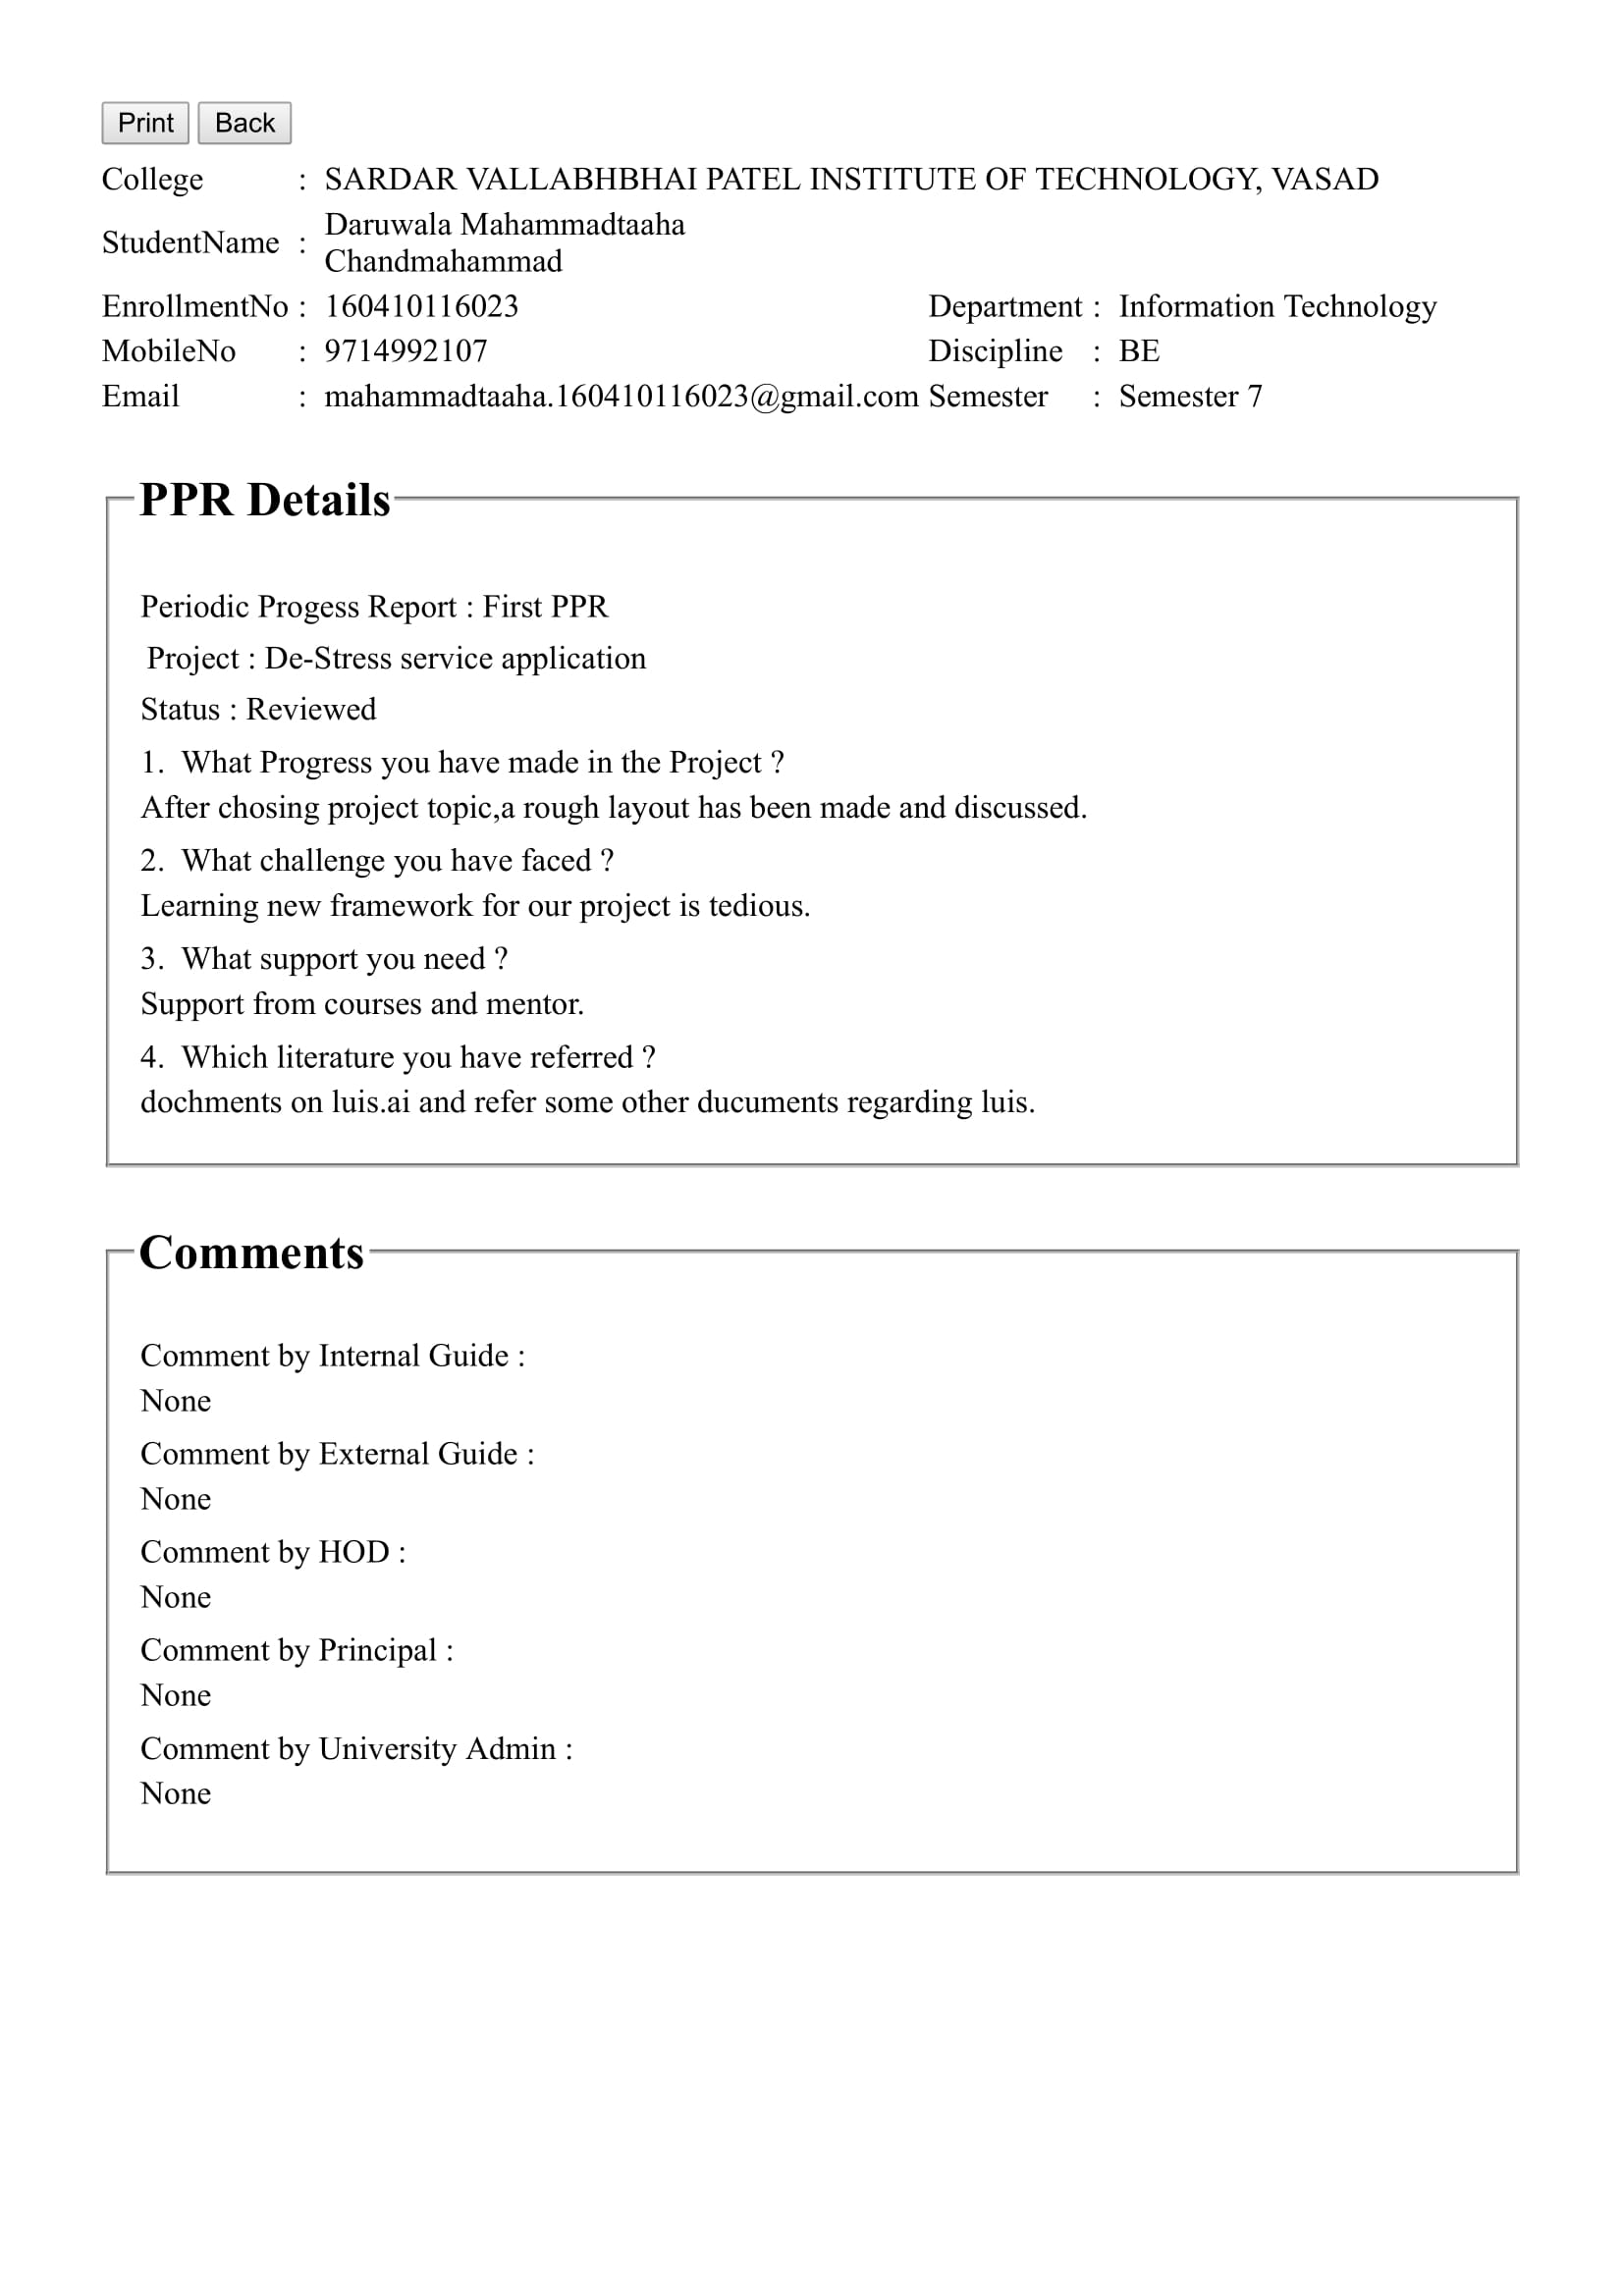 Print Back
College : SARDAR VALLABHBHAI PATEL INSTITUTE OF TECHNOLOGY, VASAD
StudentName : Daruwala Mahammadtaaha
Chandmahammad
EnrollmentNo : 160410116023 Department : Information Technology
MobileNo : 9714992107 Discipline : BE
Email : mahammadtaaha.160410116023@gmail.com Semester : Semester 7
PPR Details
Periodic Progess Report : First PPR
Project : De-Stress service application
Status : Reviewed
1. What Progress you have made in the Project ?
After chosing project topic,a rough layout has been made and discussed.
2. What challenge you have faced ?
Learning new framework for our project is tedious.
3. What support you need ?
Support from courses and mentor.
4. Which literature you have referred ?
dochments on luis.ai and refer some other ducuments regarding luis.
Comments
Comment by Internal Guide :
None
Comment by External Guide :
None
Comment by HOD :
None
Comment by Principal :
None
Comment by University Admin :
None